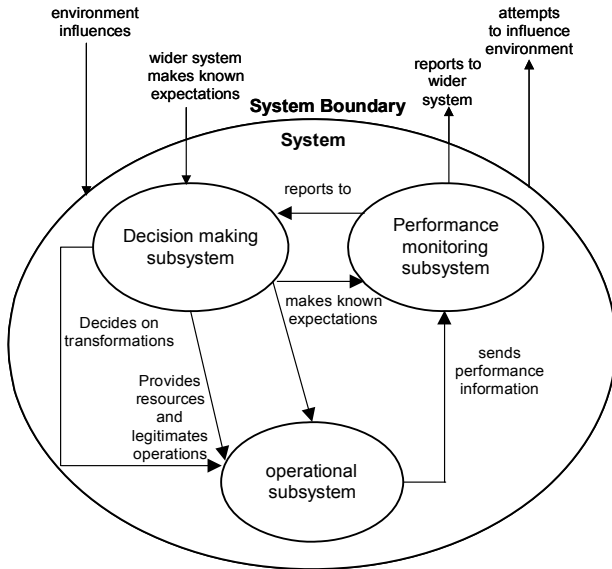 environment
influences
attempts
to influence
environment
wider system
makes known
expectations
reports to
wider
system
System Boundary
System
reports to
Decision making
subsystem
Performance
monitoring
subsystem
makes known
expectations
Decides on
transformations
sends
performance
information
Provides
resources
and
legitimates
operations
operational
subsystem